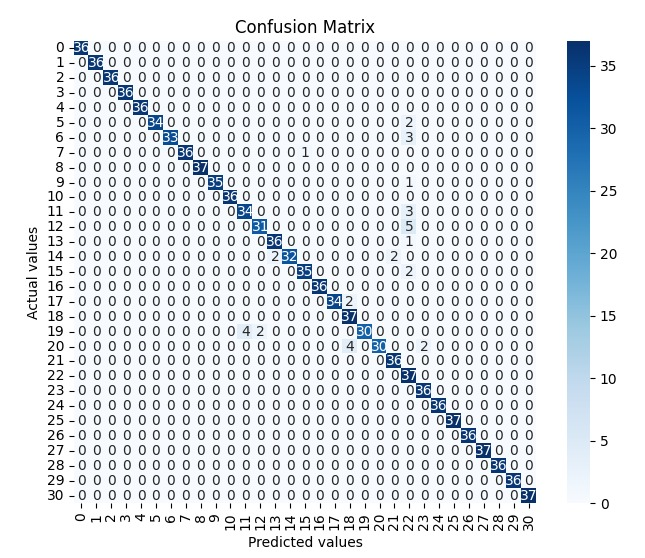 Confusion Matrix
0 36 0 0 0 0 0 0 0 0 0 0 0 0 0 0 0 0 0 0 0 0 0 0 0 0 0 0 0 0 0 0
1 0 36 0 0 0 0 0 0 0 0 0 0 0 0 0 0 0 0 0 0 0 0 0 0 0 0 0 0 0 0 0
2 0 0 36 0 0 0 0 0 0 0 0 0 0 0 0 0 0 0 0 0 0 0 0 0 0 0 0 0 0 0 0
3 0 0 0 36 0 0 0 0 0 0 0 0 0 0 0 0 0 0 0 0 0 0 0 0 0 0 0 0 0 0 0
4 0 0 0 0 36 0 0 0 0 0 0 0 0 0 0 0 0 0 0 0 0 0 0 0 0 0 0 0 0 0 0
5 0 0 0 0 0 34 0 0 0 0 0 0 0 0 0 0 0 0 0 0 0 0 2 0 0 0 0 0 0 0 0
6 0 0 0 0 0 0 33 0 0 0 0 0 0 0 0 0 0 0 0 0 0 0 3 0 0 0 0 0 0 0 0
7 0 0 0 0 0 0 0 36 0 0 0 0 0 0 0 1 0 0 0 0 0 0 0 0 0 0 0 0 0 0 0
8 0 0 0 0 0 0 0 0 37 0 0 0 0 0 0 0 0 0 0 0 0 0 0 0 0 0 0 0 0 0 0
9 0 0 0 0 0 0 0 0 0 35 0 0 0 0 0 0 0 0 0 0 0 0 1 0 0 0 0 0 0 0 0
10 0 0 0 0 0 0 0 0 0 0 36 0 0 0 0 0 0 0 0 0 0 0 0 0 0 0 0 0 0 0 0
11 0 0 0 0 0 0 0 0 0 0 0 34 0 0 0 0 0 0 0 0 0 0 3 0 0 0 0 0 0 0 0
12 0 0 0 0 0 0 0 0 0 0 0 0 31 0 0 0 0 0 0 0 0 0 5 0 0 0 0 0 0 0 0
13 0 0 0 0 0 0 0 0 0 0 0 0 0 36 0 0 0 0 0 0 0 0 1 0 0 0 0 0 0 0 0
14 0 0 0 0 0 0 0 0 0 0 0 0 0 2 32 0 0 0 0 0 0 2 0 0 0 0 0 0 0 0 0
15 0 0 0 0 0 0 0 0 0 0 0 0 0 0 0 35 0 0 0 0 0 0 2 0 0 0 0 0 0 0 0
16 0 0 0 0 0 0 0 0 0 0 0 0 0 0 0 0 36 0 0 0 0 0 0 0 0 0 0 0 0 0 0
17 0 0 0 0 0 0 0 0 0 0 0 0 0 0 0 0 0 34 2 0 0 0 0 0 0 0 0 0 0 0 0
18 0 0 0 0 0 0 0 0 0 0 0 0 0 0 0 0 0 0 37 0 0 0 0 0 0 0 0 0 0 0 0
19 0 0 0 0 0 0 0 0 0 0 0 4 2 0 0 0 0 0 0 30 0 0 0 0 0 0 0 0 0 0 0
20 0 0 0 0 0 0 0 0 0 0 0 0 0 0 0 0 0 0 4 0 30 0 0 2 0 0 0 0 0 0 0
21 0 0 0 0 0 0 0 0 0 0 0 0 0 0 0 0 0 0 0 0 0 36 0 0 0 0 0 0 0 0 0
22 0 0 0 0 0 0 0 0 0 0 0 0 0 0 0 0 0 0 0 0 0 0 37 0 0 0 0 0 0 0 0
23 0 0 0 0 0 0 0 0 0 0 0 0 0 0 0 0 0 0 0 0 0 0 0 36 0 0 0 0 0 0 0
24 0 0 0 0 0 0 0 0 0 0 0 0 0 0 0 0 0 0 0 0 0 0 0 0 36 0 0 0 0 0 0
25 0 0 0 0 0 0 0 0 0 0 0 0 0 0 0 0 0 0 0 0 0 0 0 0 0 37 0 0 0 0 0
26 0 0 0 0 0 0 0 0 0 0 0 0 0 0 0 0 0 0 0 0 0 0 0 0 0 0 36 0 0 0 0
27 0 0 0 0 0 0 0 0 0 0 0 0 0 0 0 0 0 0 0 0 0 0 0 0 0 0 0 37 0 0 0
28 0 0 0 0 0 0 0 0 0 0 0 0 0 0 0 0 0 0 0 0 0 0 0 0 0 0 0 0 36 0 0
29 0 0 0 0 0 0 0 0 0 0 0 0 0 0 0 0 0 0 0 0 0 0 0 0 0 0 0 0 0 36 0
30 0 0 0 0 0 0 0 0 0 0 0 0 0 0 0 0 0 0 0 0 0 0 0 0 0 0 0 0 0 0 37
0 1 2 3 4 5 6 7 8 9 10 11 12 13 14 15 16 17 18 19 20 21 22 23 24 25 26 27 28 29 30
Predicted values
Actual values
35
30
25
20
15
10
5
0